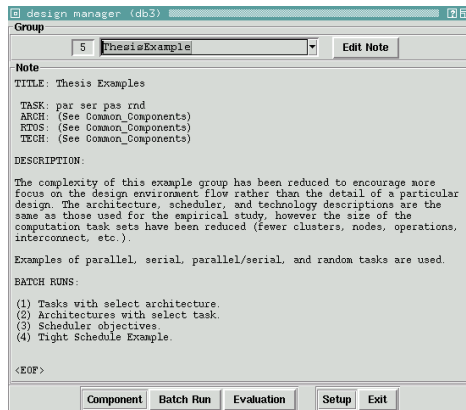 design manager (db3)
Group
5 ThesisExample Edit Note
Note
TITLE: Thesis Examples
TASK: par ser pas rnd
ARCH: (See Common_Components)
RTOS: (See Common_Components)
TECH: (See Common_Components)
DESCRIPTION:
The complexity of this example group has been reduced to encourage more
focus on the design environment flow rather than the detail of a particular
design. The architecture, scheduler, and technology descriptions are the
same as those used for the empirical study, however the size of the
computation task sets have been reduced (fewer clusters, nodes, operations,
interconnect, etc.).
Examples of parallel, serial, parallel/serial, and random tasks are used.
BATCH RUNS:
(1) Tasks with select architecture.
(2) Architectures with select task.
(3) Scheduler objectives.
(4) Tight Schedule Example.
<EOF>
Component Batch Run Evaluation Setup Exit